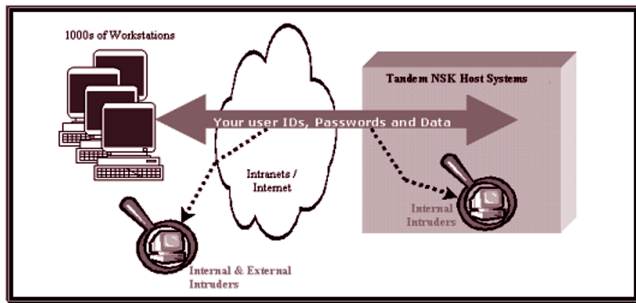 1000s of Workstations
Tandem NSK Host Systems
Your user IDs, Passwords and Data
Intranets /
Internet
Internal
Intruders
Internal & External
Intruders